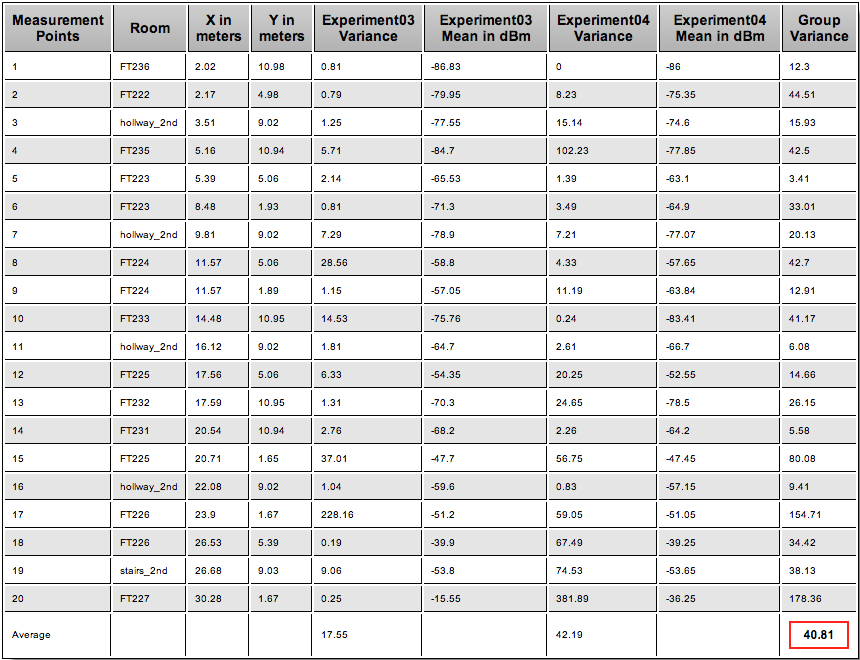 Measurement Points Room X in meters Y in meters Experiment03 Variance Experiment03 Mean in dBm Experiment04 Variance Experiment04 Mean in dBm Group Variance
1 FT236 2.02 10.98 0.81 -86.83 0 -86 12.3
2 FT222 2.17 4.98 0.79 -79.95 8.23 -75.35 44.51
3 hollway_2nd 3.51 9.02 1.25 -77.55 15.14 -74.6 15.93
4 FT235 5.16 10.94 5.71 -84.7 102.23 -77.85 42.5
5 FT223 5.39 5.06 2.14 -65.53 1.39 -63.1 3.41
6 FT223 8.48 1.93 0.81 -71.3 3.49 -64.9 33.01
7 hollway_2nd 9.81 9.02 7.29 -78.9 7.21 -77.07 20.13
8 FT224 11.57 5.06 28.56 -58.8 4.33 -57.65 42.7
9 FT224 11.57 1.89 1.15 -57.05 11.19 -63.84 12.91
10 FT233 14.48 10.95 14.53 -75.76 0.24 -83.41 41.17
11 hollway_2nd 16.12 9.02 1.81 -64.7 2.61 -66.7 6.08
12 FT225 17.56 5.06 6.33 -54.35 20.25 -52.55 14.66
13 FT232 17.59 10.95 1.31 -70.3 24.65 -78.5 26.15
14 FT231 20.54 10.94 2.76 -68.2 2.26 -64.2 5.58
15 FT225 20.71 1.65 37.01 -47.7 56.75 -47.45 80.08
16 hollway_2nd 22.08 9.02 1.04 -59.6 0.83 -57.15 9.41
17 FT226 23.9 1.67 228.16 -51.2 59.05 -51.05 154.71
18 FT226 26.53 5.39 0.19 -39.9 67.49 -39.25 34.42
19 stairs_2nd 26.68 9.03 9.06 -53.8 74.53 -53.65 38.13
20 FT227 30.28 1.67 0.25 -15.55 381.89 -36.25 178.36
Average 17.55 42.19 40.81